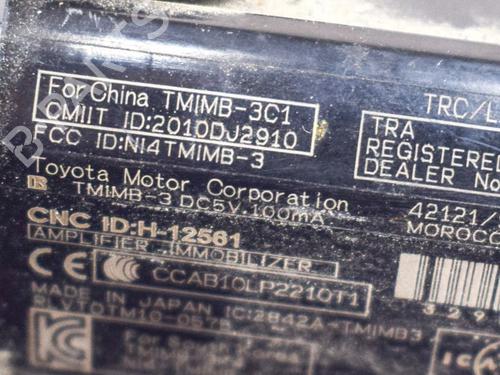 For China TMIMB-3C1
CMIIT ID:2010DJ2910
FCC ID:NI4TMIMB-3
Toyota Motor Corporation
TMIMB-3 DC5V,100mA
CNC ID:H-12561
AMPLIFIER IMMOBILIZER
CCAB10LP2210T1
MADE IN JAPAN IC:2842A-TMIMB3
TRC/L
TRA
REGISTERED
DEALER No
42121/
MOROCC
B-Parts